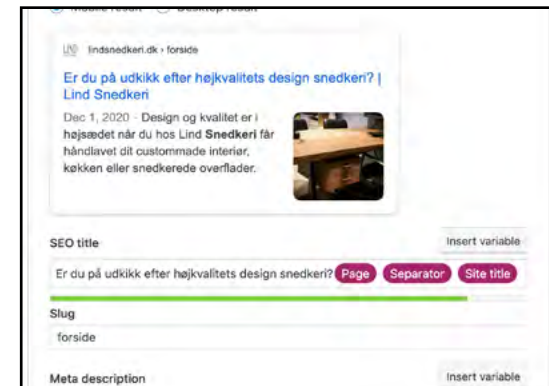 Mobile result Desktop result
lindsnedkeri.dk › forside
Er du på udkikk efter højkvalitets design snedkeri? |
Lind Snedkeri
Dec 1, 2020 - Design og kvalitet er i
højsædet når du hos Lind Snedkeri får
håndlavet dit custommade interiør,
køkken eller snedkerede overflader.
SEO title
Insert variable
Er du på udkikk efter højkvalitets design snedkeri? Page Separator Site title
Slug
forside
Meta description
Insert variable